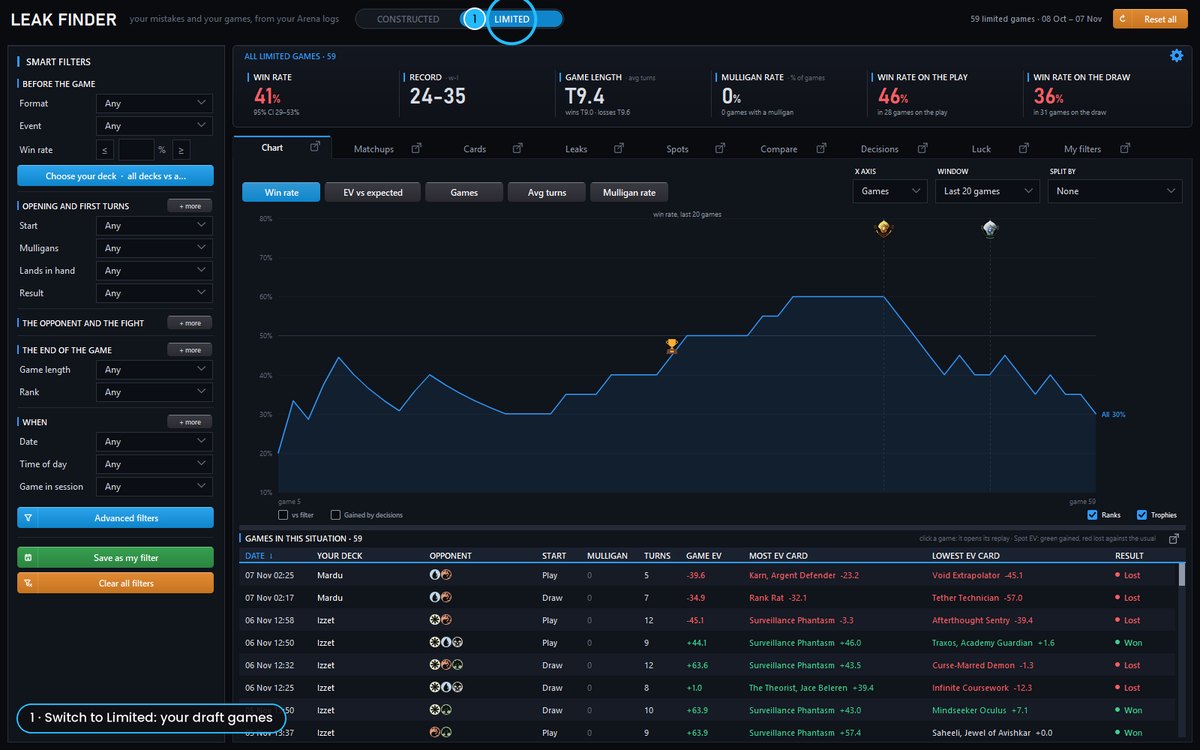 LEAK FINDER your mistakes and your games, from your Arena logs CONSTRUCTED 1 LIMITED 59 limited games · 08 Oct – 07 Nov Reset all
SMART FILTERS
BEFORE THE GAME
Format Any
Event Any
Win rate ≤ % ≥
Choose your deck · all decks vs a...
OPENING AND FIRST TURNS + more
Start Any
Mulligans Any
Lands in hand Any
Result Any
THE OPPONENT AND THE FIGHT + more
THE END OF THE GAME + more
Game length Any
Rank Any
WHEN + more
Date Any
Time of day Any
Game in session Any
Advanced filters
Save as my filter
Clear all filters
ALL LIMITED GAMES · 59
WIN RATE
41%
95% CI 29–53%
RECORD · w-l
24-35
GAME LENGTH · avg turns
T9.4
wins T9.0 · losses T9.6
MULLIGAN RATE · % of games
0%
0 games with a mulligan
WIN RATE ON THE PLAY
46%
in 28 games on the play
WIN RATE ON THE DRAW
36%
in 31 games on the draw
Chart Matchups Cards Leaks Spots Compare Decisions Luck My filters
Win rate EV vs expected Games Avg turns Mulligan rate
X AXIS WINDOW SPLIT BY
Games Last 20 games None
win rate, last 20 games
80%
70%
60%
50%
40%
30%
20%
10%
All 30%
game 5 game 59
vs filter Gained by decisions Ranks Trophies
GAMES IN THIS SITUATION · 59 click a game: it opens its replay · Spot EV: green gained, red lost against the usual
DATE ↓ YOUR DECK OPPONENT START MULLIGAN TURNS GAME EV MOST EV CARD LOWEST EV CARD RESULT
07 Nov 02:25 Mardu Play 0 5 -39.6 Karn, Argent Defender -23.2 Void Extrapolator -45.1 Lost
07 Nov 02:17 Mardu Draw 0 7 -34.9 Rank Rat -32.1 Tether Technician -57.0 Lost
06 Nov 12:58 Izzet Play 0 12 -45.1 Surveillance Phantasm -3.3 Afterthought Sentry -39.4 Lost
06 Nov 12:50 Izzet Play 0 9 +44.1 Surveillance Phantasm +46.0 Traxos, Academy Guardian +1.6 Won
06 Nov 12:32 Izzet Draw 0 12 +63.6 Surveillance Phantasm +43.5 Curse-Marred Demon -1.3 Lost
06 Nov 12:25 Izzet Draw 0 8 +1.0 The Theorist, Jace Beleren +39.4 Infinite Coursework -12.3 Lost
Izzet Draw 0 10 +63.9 Surveillance Phantasm +43.0 Mindseeker Oculus +7.1 Won
13:37 Izzet Play 0 9 +63.9 Surveillance Phantasm +57.4 Saheeli, Jewel of Avishkar +0.0 Won
1 · Switch to Limited: your draft games